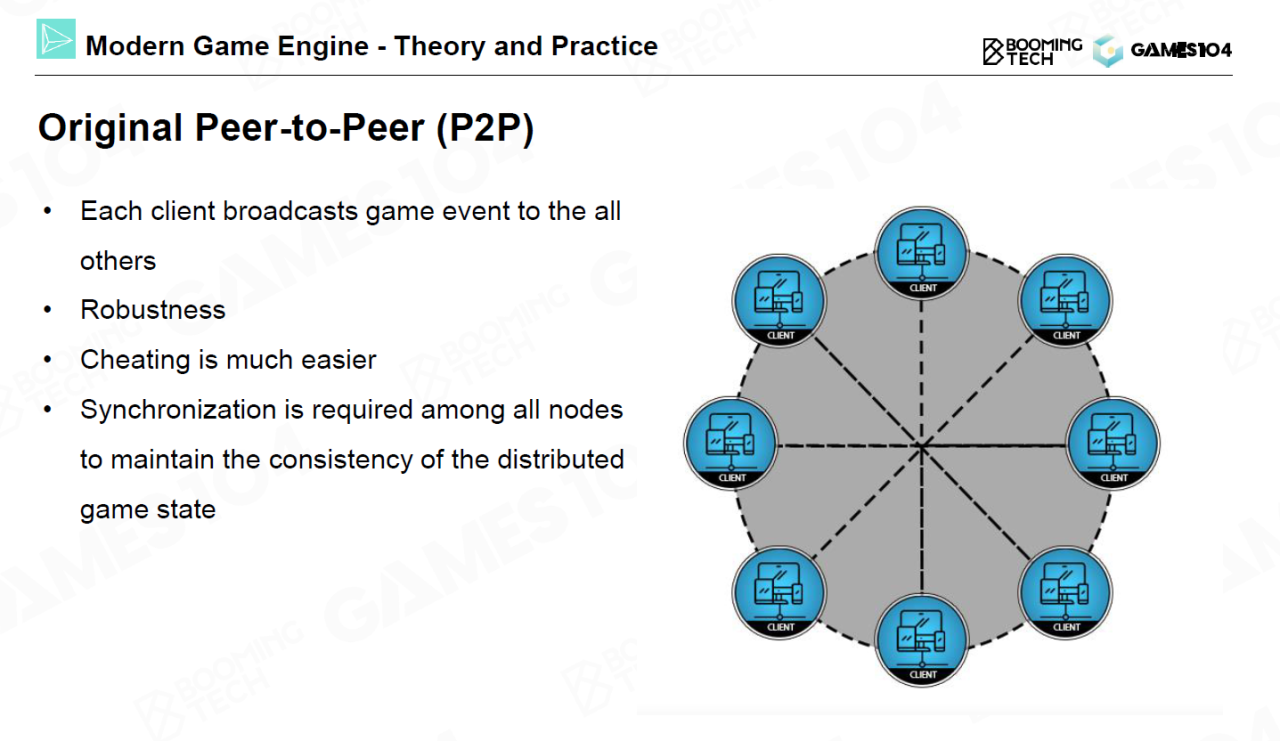 Modern Game Engine - Theory and Practice
BOOMING
TECH
GAMES104
Original Peer-to-Peer (P2P)
• Each client broadcasts game event to the all
others
• Robustness
• Cheating is much easier
• Synchronization is required among all nodes
to maintain the consistency of the distributed
game state
CLIENT
CLIENT
CLIENT
CLIENT
CLIENT
CLIENT
CLIENT
CLIENT